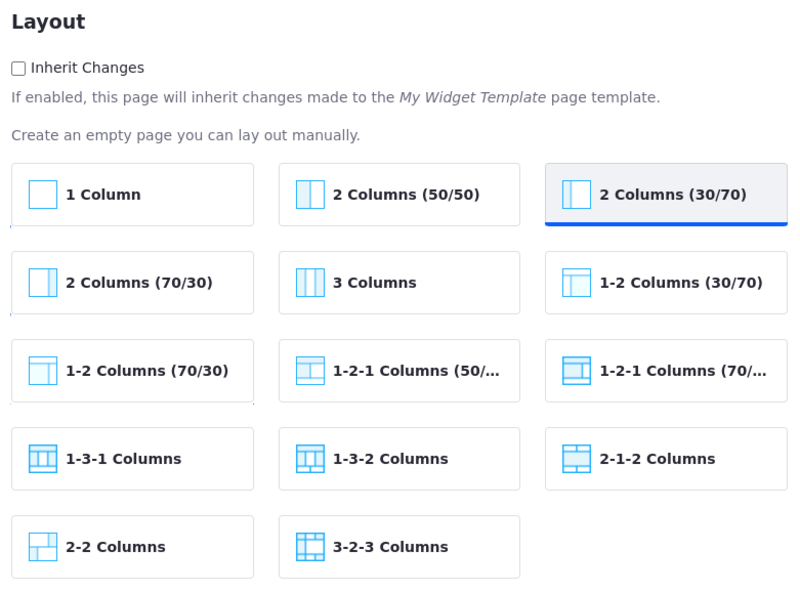 Layout
Inherit Changes
If enabled, this page will inherit changes made to the My Widget Template page template.
Create an empty page you can lay out manually.
1 Column
2 Columns (50/50)
2 Columns (30/70)
2 Columns (70/30)
3 Columns
1-2 Columns (30/70)
1-2 Columns (70/30)
1-2-1 Columns (50/...
1-2-1 Columns (70/...
1-3-1 Columns
1-3-2 Columns
2-1-2 Columns
2-2 Columns
3-2-3 Columns